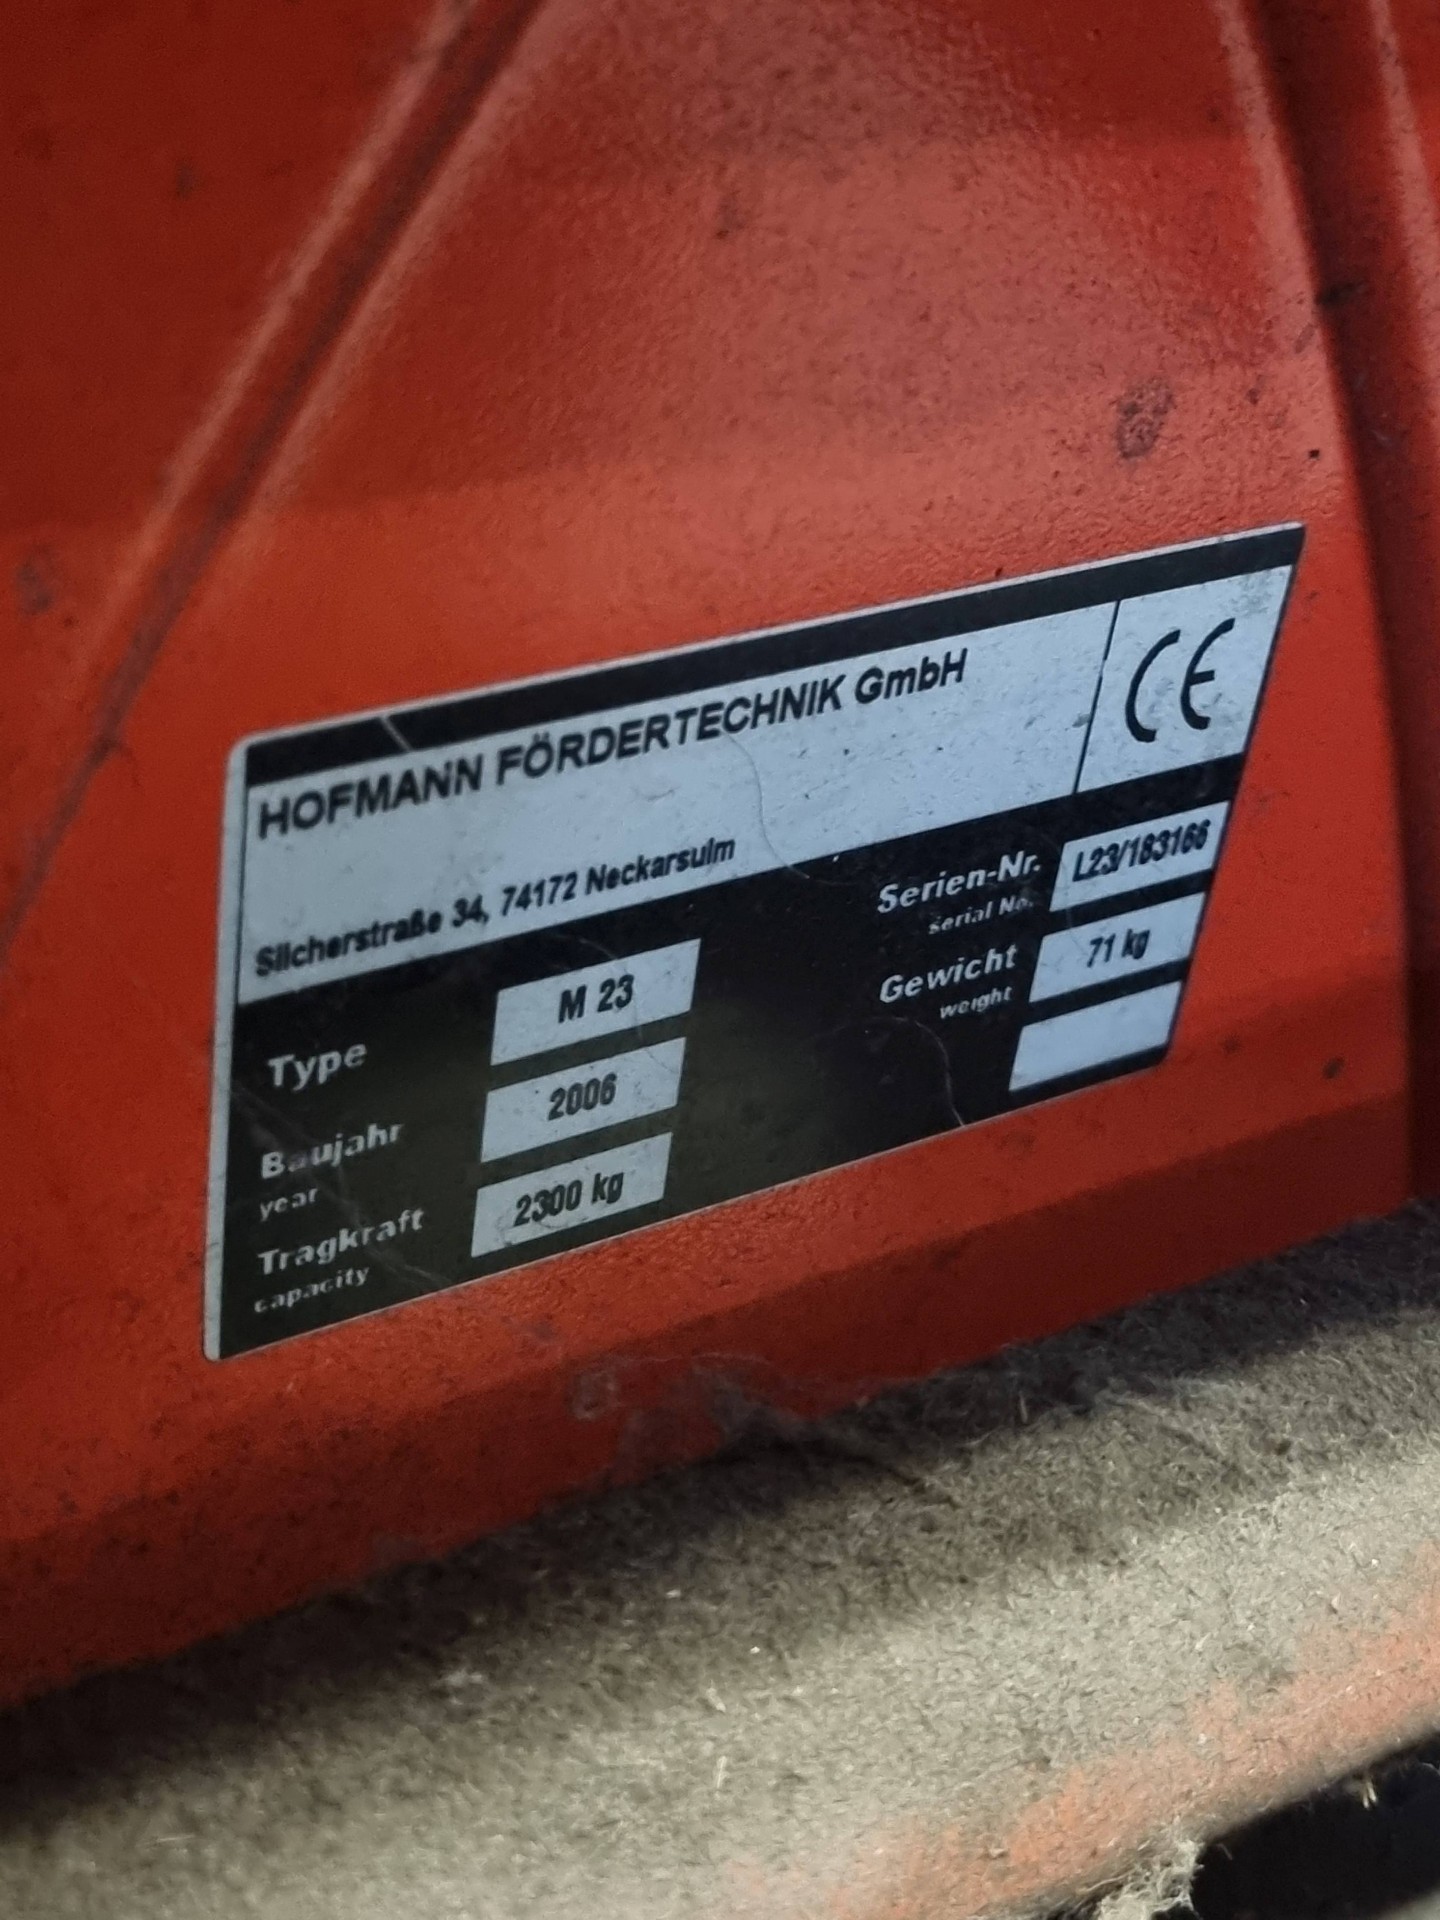 HOFMANN FÖRDERTECHNIK GmbH
CE
Silcherstraße 34, 74172 Neckarsulm
Type M 23
Baujahr 2006
year
Tragkraft 2300 kg
capacity
Serien-Nr. L23/183166
serial No.
Gewicht 71 kg
weight